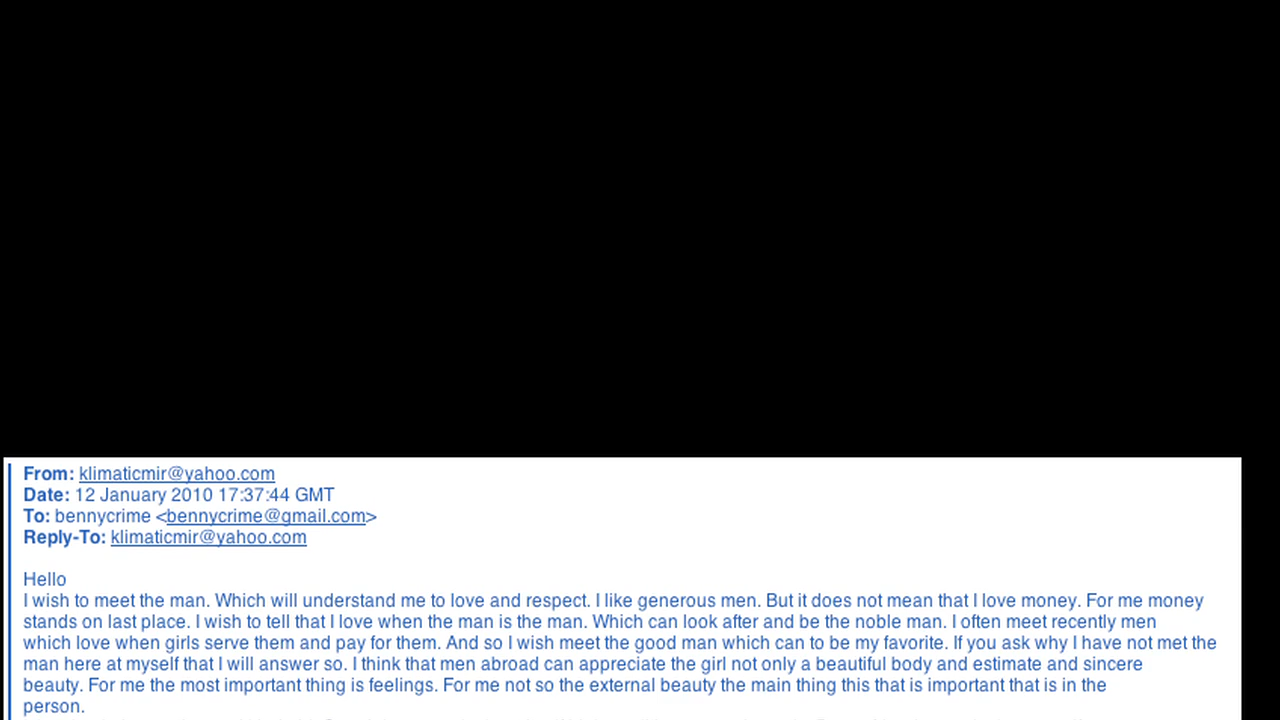 From: klimaticmir@yahoo.com
Date: 12 January 2010 17:37:44 GMT
To: bennycrime <bennycrime@gmail.com>
Reply-To: klimaticmir@yahoo.com
Hello
I wish to meet the man. Which will understand me to love and respect. I like generous men. But it does not mean that I love money. For me money
stands on last place. I wish to tell that I love when the man is the man. Which can look after and be the noble man. I often meet recently men
which love when girls serve them and pay for them. And so I wish meet the good man which can to be my favorite. If you ask why I have not met the
man here at myself that I will answer so. I think that men abroad can appreciate the girl not only a beautiful body and estimate and sincere
beauty. For me the most important thing is feelings. For me not so the external beauty the main thing this that is important that is in the
person.